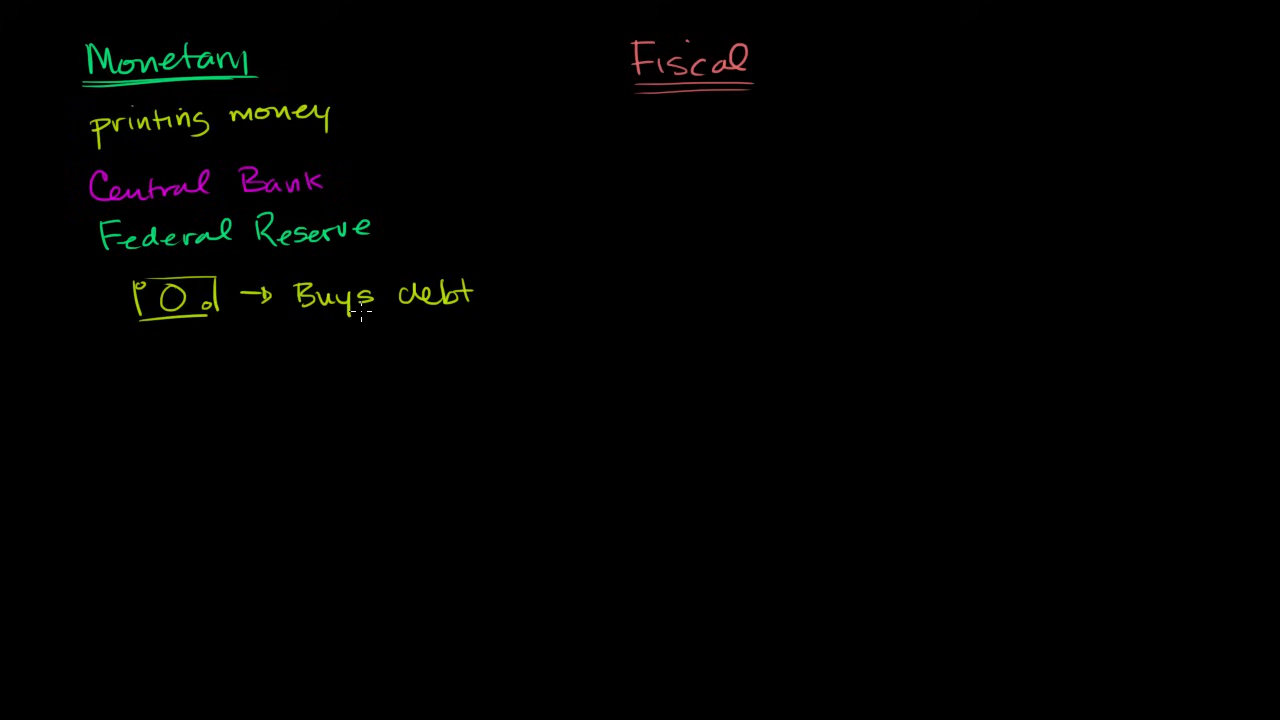 Monetary
Fiscal
printing money
Central Bank
Federal Reserve
→ Buys debt